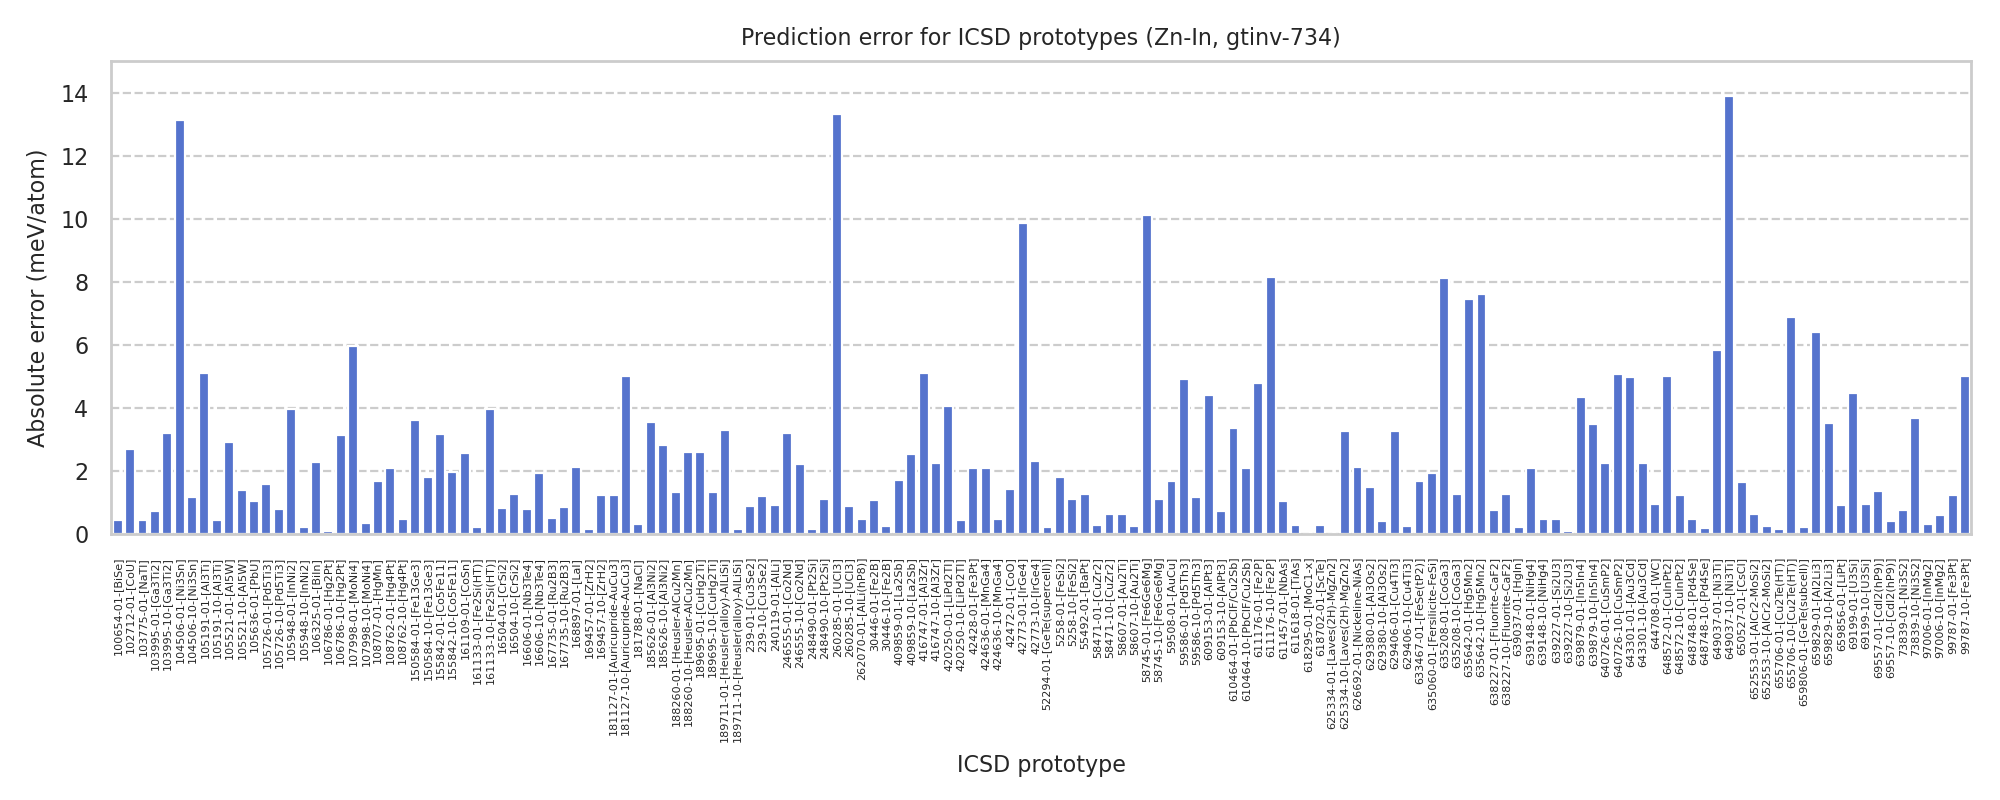 Prediction error for ICSD prototypes (Zn-In, gtinv-734)
Absolute error (meV/atom)
14
12
10
8
6
4
2
0
100654-01-[BiSe]
102712-01-[CoU]
103775-01-[NaTl]
103995-01-[Ga3Ti2]
103995-10-[Ga3Ti2]
104506-01-[Ni3Sn]
104506-10-[Ni3Sn]
105191-01-[Al3Ti]
105191-10-[Al3Ti]
105521-01-[Al5W]
105521-10-[Al5W]
105636-01-[PbU]
105726-01-[Pd5Ti3]
105726-10-[Pd5Ti3]
105948-01-[InNi2]
105948-10-[InNi2]
106325-01-[BiIn]
106786-01-[Hg2Pt]
106786-10-[Hg2Pt]
107998-01-[MoNi4]
107998-10-[MoNi4]
108707-01-[HgMn]
108762-01-[Hg4Pt]
108762-10-[Hg4Pt]
150584-01-[Fe13Ge3]
150584-10-[Fe13Ge3]
155842-01-[Co5Fe11]
155842-10-[Co5Fe11]
161109-01-[CoSn]
161133-01-[Fe2Si(HT)]
161133-10-[Fe2Si(HT)]
16504-01-[CrSi2]
16504-10-[CrSi2]
16606-01-[Nb3Te4]
16606-10-[Nb3Te4]
167735-01-[Ru2B3]
167735-10-[Ru2B3]
168897-01-[LaI]
169457-01-[ZrH2]
169457-10-[ZrH2]
181127-01-[Auricupride-AuCu3]
181127-10-[Auricupride-AuCu3]
181788-01-[NaCl]
185626-01-[Al3Ni2]
185626-10-[Al3Ni2]
188260-01-[Heusler-AlCu2Mn]
188260-10-[Heusler-AlCu2Mn]
189695-01-[CuHg2Ti]
189695-10-[CuHg2Ti]
189711-01-[Heusler(alloy)-AlLiSi]
189711-10-[Heusler(alloy)-AlLiSi]
239-01-[Cu3Se2]
239-10-[Cu3Se2]
240119-01-[AlLi]
246555-01-[Co2Nd]
246555-10-[Co2Nd]
248490-01-[Pt2Si]
248490-10-[Pt2Si]
260285-01-[UCl3]
260285-10-[UCl3]
262070-01-[AlLi(hP8)]
30446-01-[Fe2B]
30446-10-[Fe2B]
409859-01-[La2Sb]
409859-10-[La2Sb]
416747-01-[Al3Zr]
416747-10-[Al3Zr]
420250-01-[LiPd2Tl]
420250-10-[LiPd2Tl]
42428-01-[Fe3Pt]
424636-01-[MnGa4]
424636-10-[MnGa4]
42472-01-[CoO]
42773-01-[IrGe4]
42773-10-[IrGe4]
52294-01-[GeTe(supercell)]
5258-01-[FeSi2]
5258-10-[FeSi2]
55492-01-[BaPt]
58471-01-[CuZr2]
58471-10-[CuZr2]
58607-01-[Au2Ti]
58607-10-[Au2Ti]
58745-01-[Fe6Ge6Mg]
58745-10-[Fe6Ge6Mg]
59508-01-[AuCu]
59586-01-[Pd5Th3]
59586-10-[Pd5Th3]
609153-01-[AlPt3]
609153-10-[AlPt3]
610464-01-[PbClF/Cu2Sb]
610464-10-[PbClF/Cu2Sb]
611176-01-[Fe2P]
611176-10-[Fe2P]
611457-01-[NbAs]
611618-01-[TiAs]
618295-01-[MoC1-x]
618702-01-[ScTe]
625334-01-[Laves(2H)-MgZn2]
625334-10-[Laves(2H)-MgZn2]
626692-01-[Nickeline-NiAs]
629380-01-[Al3Os2]
629380-10-[Al3Os2]
629406-01-[Cu4Ti3]
629406-10-[Cu4Ti3]
633467-01-[FeSe(tP2)]
635060-01-[Fersilicite-FeSi]
635208-01-[CoGa3]
635208-10-[CoGa3]
635642-01-[Hg5Mn2]
635642-10-[Hg5Mn2]
638227-01-[Fluorite-CaF2]
638227-10-[Fluorite-CaF2]
639037-01-[HgIn]
639148-01-[NiHg4]
639148-10-[NiHg4]
639227-01-[Si2U3]
639227-10-[Si2U3]
639879-01-[In5In4]
639879-10-[In5In4]
640726-01-[CuSmP2]
640726-10-[CuSmP2]
643301-01-[Au3Cd]
643301-10-[Au3Cd]
644708-01-[WC]
648572-01-[CuInPt2]
648572-10-[CuInPt2]
648748-01-[Pd4Se]
648748-10-[Pd4Se]
649037-01-[Ni3Ti]
649037-10-[Ni3Ti]
650527-01-[CsCl]
652553-01-[AlCr2-MoSi2]
652553-10-[AlCr2-MoSi2]
655706-01-[Cu2Te(HT)]
655706-10-[Cu2Te(HT)]
659806-01-[GeTe(subcell)]
659829-01-[Al2Li3]
659829-10-[Al2Li3]
659856-01-[LiPt]
69199-01-[U3Si]
69199-10-[U3Si]
69557-01-[CdI2(hP9)]
69557-10-[CdI2(hP9)]
73839-01-[Ni3S2]
73839-10-[Ni3S2]
97006-01-[InMg2]
97006-10-[InMg2]
99787-01-[Fe3Pt]
99787-10-[Fe3Pt]
ICSD prototype